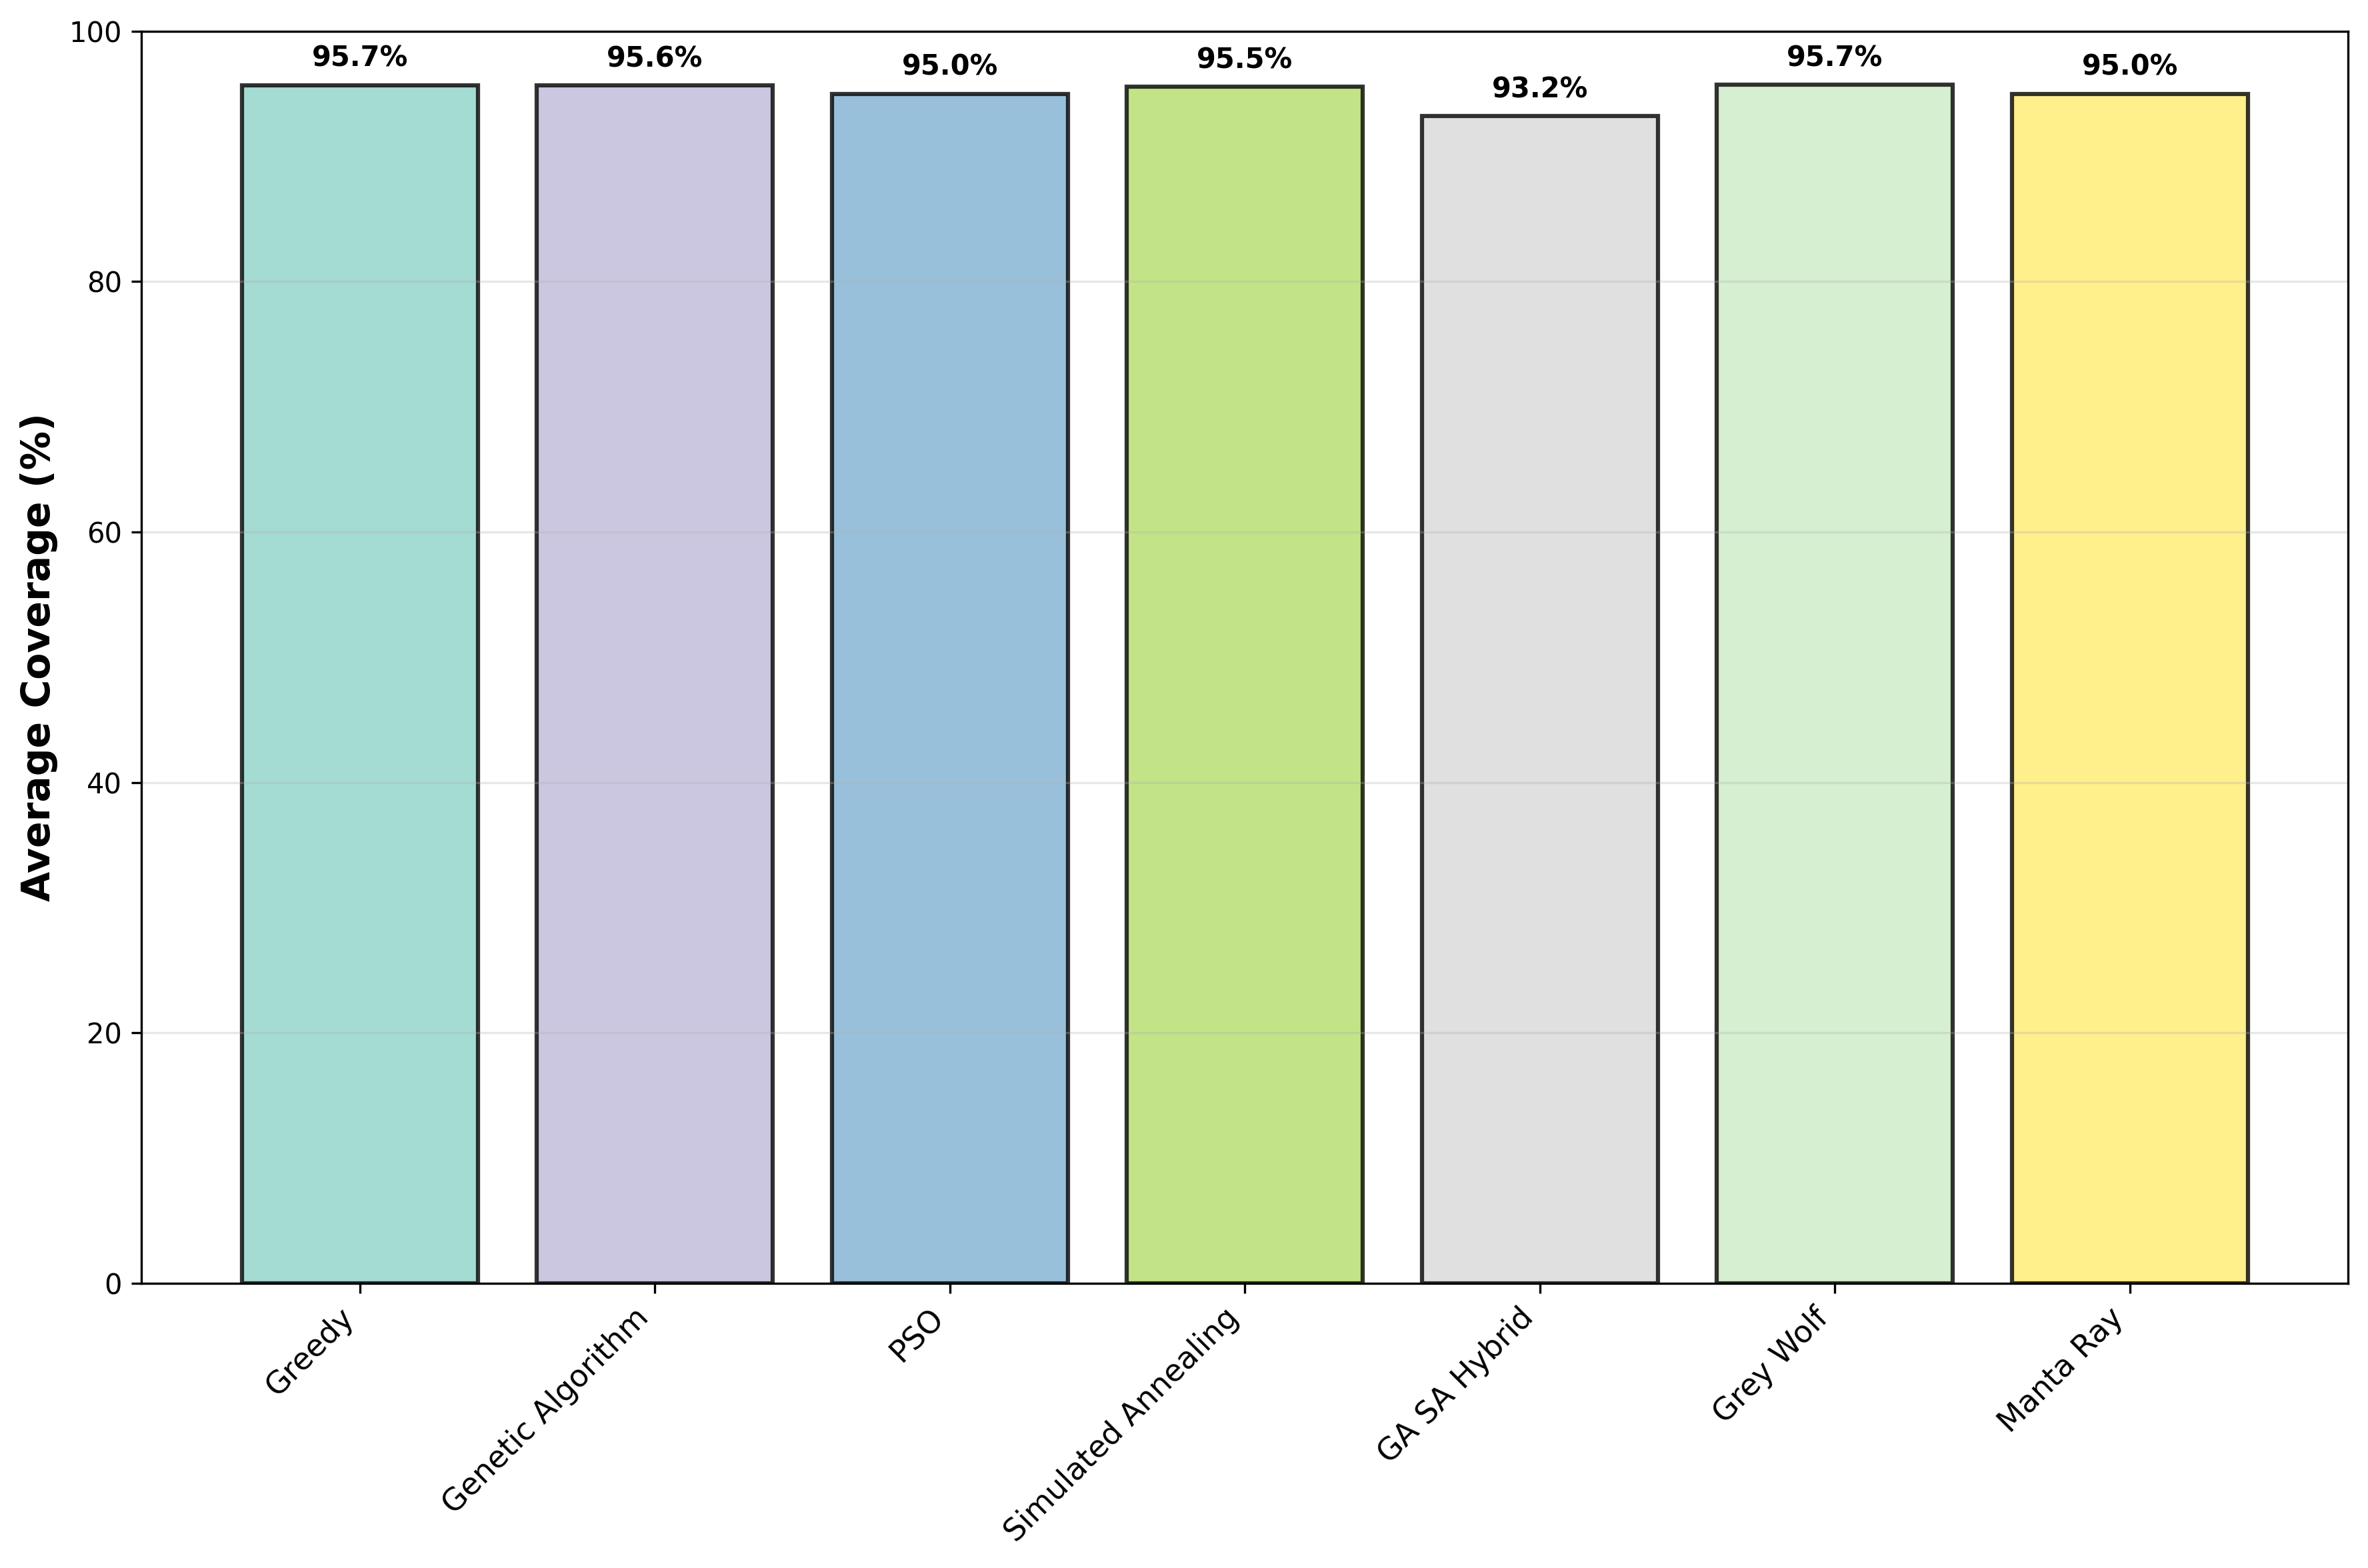 Average Coverage (%)
100
80
60
40
20
0
95.7%
95.6%
95.0%
95.5%
93.2%
95.7%
95.0%
Greedy
Genetic Algorithm
PSO
Simulated Annealing
GA SA Hybrid
Grey Wolf
Manta Ray